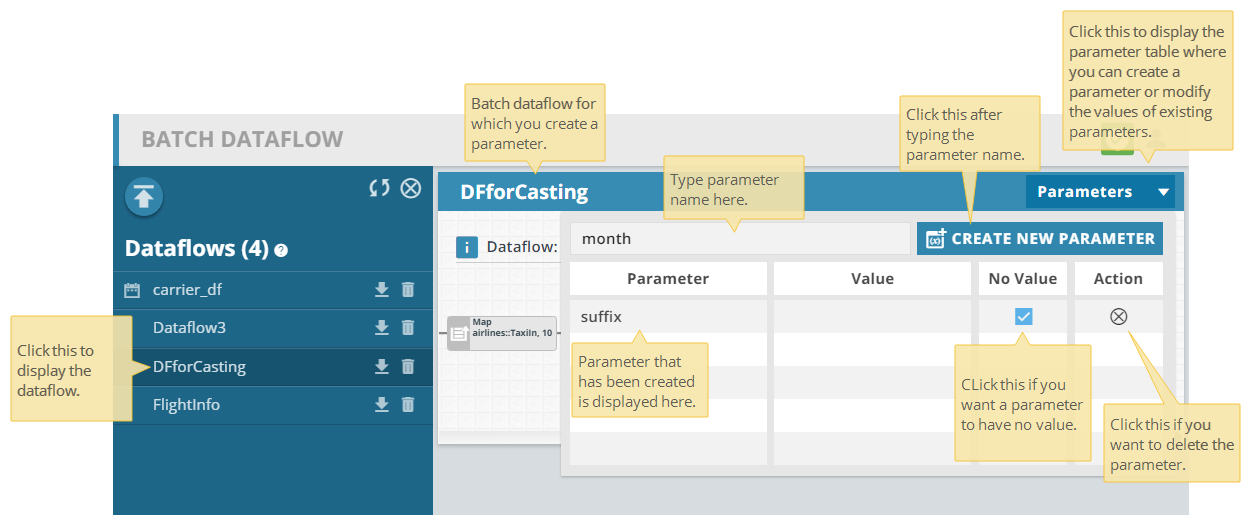 Click this to display the
parameter table where
you can create a
parameter or modify
the values of existing
parameters.
Batch dataflow for
which you create a
parameter.
Click this after
typing the
parameter name.
BATCH DATAFLOW
Type parameter
name here.
DFforCasting
Parameters
Dataflows (4)
i Dataflow:
month
CREATE NEW PARAMETER
Parameter
Value
No Value
Action
carrier_df
Dataflow3
DFforCasting
FlightInfo
Map
airlines::TaxiIn, 10
suffix
Click this to
display the
dataflow.
Parameter that
has been created
is displayed here.
CLick this if you
want a parameter
to have no value.
Click this if you
want to delete the
parameter.